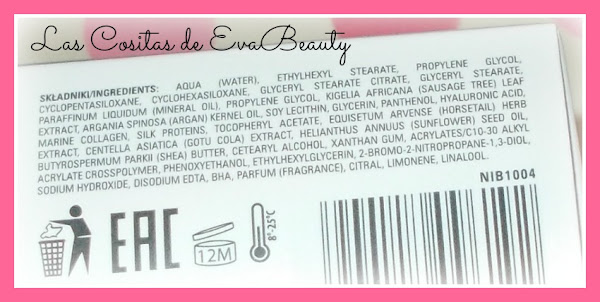 Las Cositas de EvaBeauty
SKŁADNIKI/INGREDIENTS: AQUA (WATER), ETHYLHEXYL STEARATE, PROPYLENE GLYCOL,
CYCLOPENTASILOXANE, CYCLOHEXASILOXANE, GLYCERYL STEARATE CITRATE, GLYCERYL STEARATE,
PARAFFINUM LIQUIDUM (MINERAL OIL), PROPYLENE GLYCOL, KIGELIA AFRICANA (SAUSAGE TREE) LEAF
EXTRACT, ARGANIA SPINOSA (ARGAN) KERNEL OIL, SOY LECITHIN, GLYCERIN, PANTHENOL, HYALURONIC ACID,
MARINE COLLAGEN, SILK PROTEINS, TOCOPHERYL ACETATE, EQUISETUM ARVENSE (HORSETAIL) HERB
EXTRACT, CENTELLA ASIATICA (GOTU COLA) EXTRACT, HELIANTHUS ANNUUS (SUNFLOWER) SEED OIL,
BUTYROSPERMUM PARKII (SHEA) BUTTER, CETEARYL ALCOHOL, XANTHAN GUM, ACRYLATES/C10-30 ALKYL
ACRYLATE CROSSPOLYMER, PHENOXYETHANOL, ETHYLHEXYLGLYCERIN, 2-BROMO-2-NITROPROPANE-1,3-DIOL,
SODIUM HYDROXIDE, DISODIUM EDTA, BHA, PARFUM (FRAGRANCE), CITRAL, LIMONENE, LINALOOL.
NIB1004
EAC
12M
8°-25°C